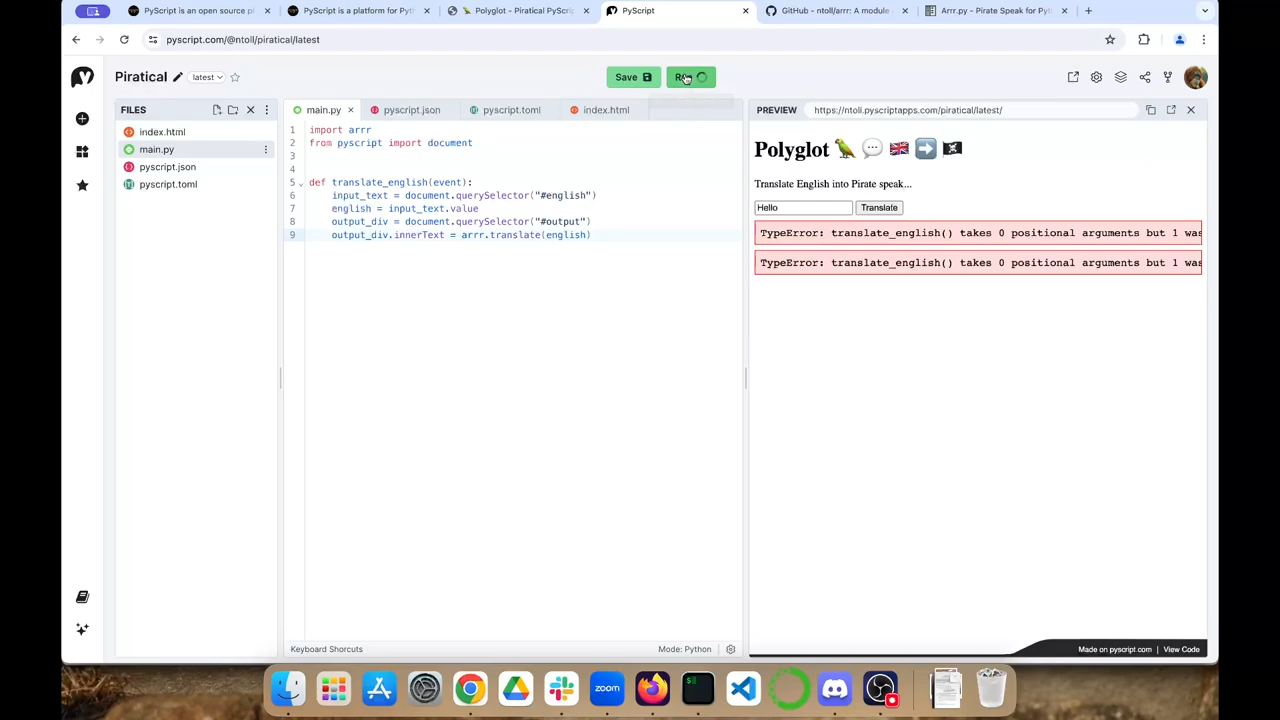 PyScript is an open source pl
PyScript is a platform for Pyth
Polyglot - Piratical PyScrip
PyScript
GitHub - ntoll/arrr: A module
Arrr.py - Pirate Speak for Pyt
pyscript.com/@ntoll/piratical/latest
Piratical
latest
Save
FILES
index.html
main.py
pyscript.json
pyscript.toml
main.py
pyscript.json
pyscript.toml
index.html
1 import arrr
2 from pyscript import document
3
4
5 def translate_english(event):
6 input_text = document.querySelector("#english")
7 english = input_text.value
8 output_div = document.querySelector("#output")
9 output_div.innerText = arrr.translate(english)
Keyboard Shorcuts
Mode: Python
PREVIEW
https://ntoll.pyscriptapps.com/piratical/latest/
Polyglot 🦜 💬 🇬🇧 ➡️ 🏴‍☠️
Translate English into Pirate speak...
Hello
Translate
TypeError: translate_english() takes 0 positional arguments but 1 was
TypeError: translate_english() takes 0 positional arguments but 1 was
Made on pyscript.com | View Code
zoom